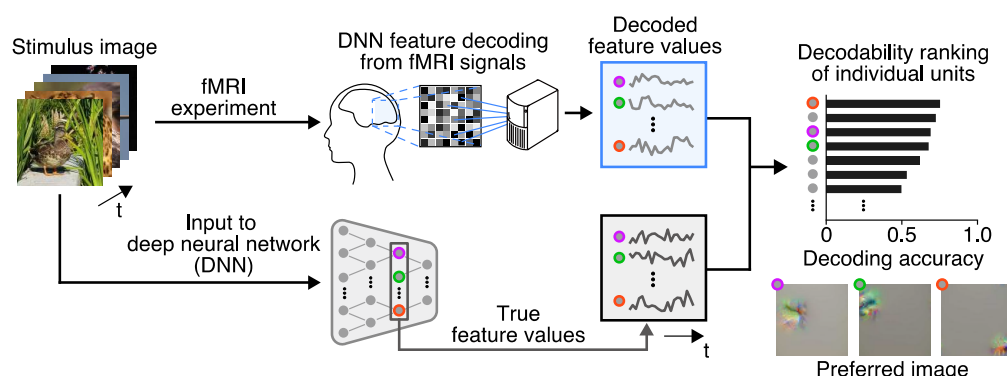 Stimulus image
t
fMRI
experiment
DNN feature decoding
from fMRI signals
Decoded
feature values
Input to
deep neural network
(DNN)
True
feature values
t
Decodability ranking
of individual units
0
0.5
1.0
Decoding accuracy
Preferred image